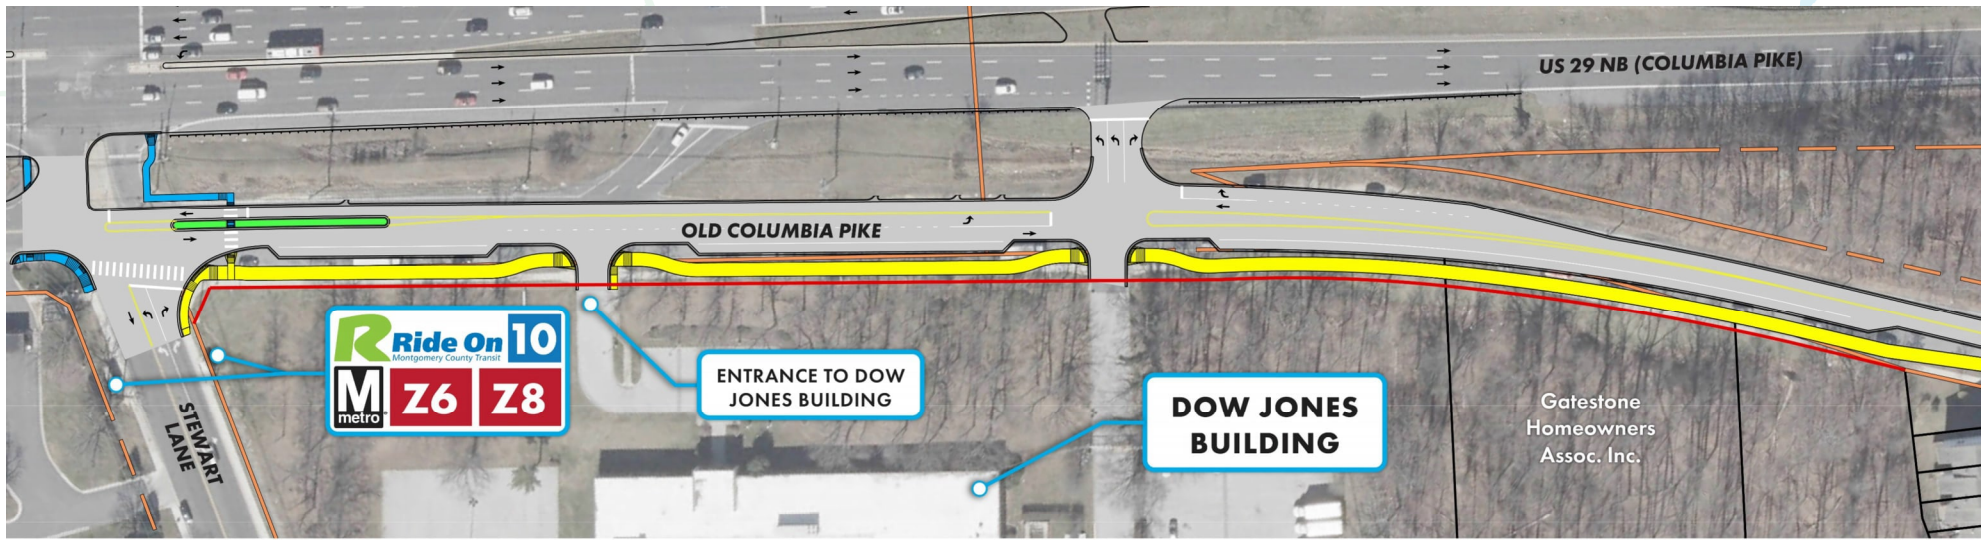 US 29 NB (COLUMBIA PIKE)
OLD COLUMBIA PIKE
Ride On 10
Montgomery County Transit
M
metro
Z6
Z8
ENTRANCE TO DOW
JONES BUILDING
DOW JONES
BUILDING
Gatestone
Homeowners
Assoc. Inc.
STEWART
LANE